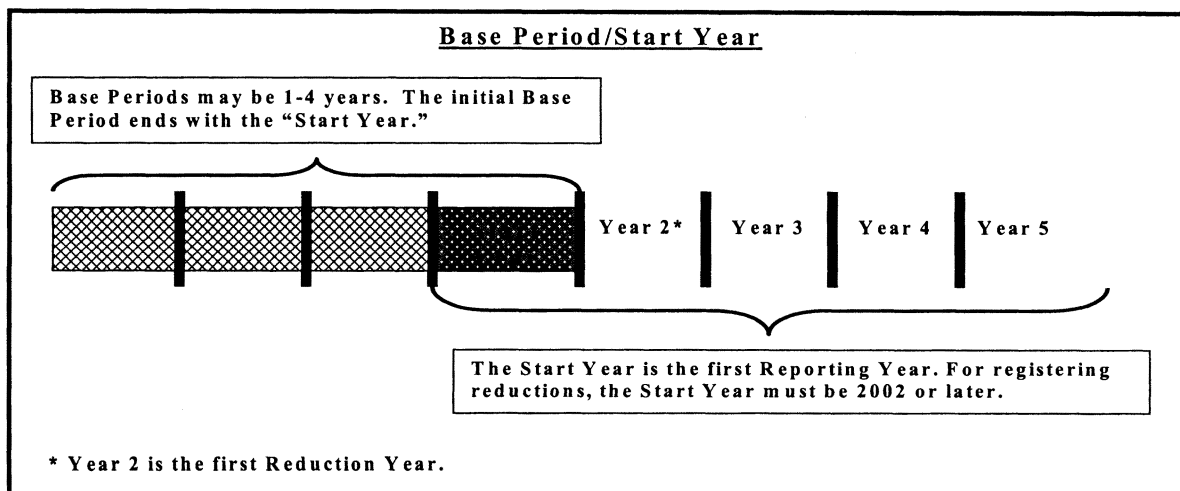 Base Period/Start Year
Base Periods may be 1-4 years. The initial Base
Period ends with the “Start Year.”
Year 2*
Year 3
Year 4
Year 5
The Start Year is the first Reporting Year. For registering
reductions, the Start Year must be 2002 or later.
* Year 2 is the first Reduction Year.